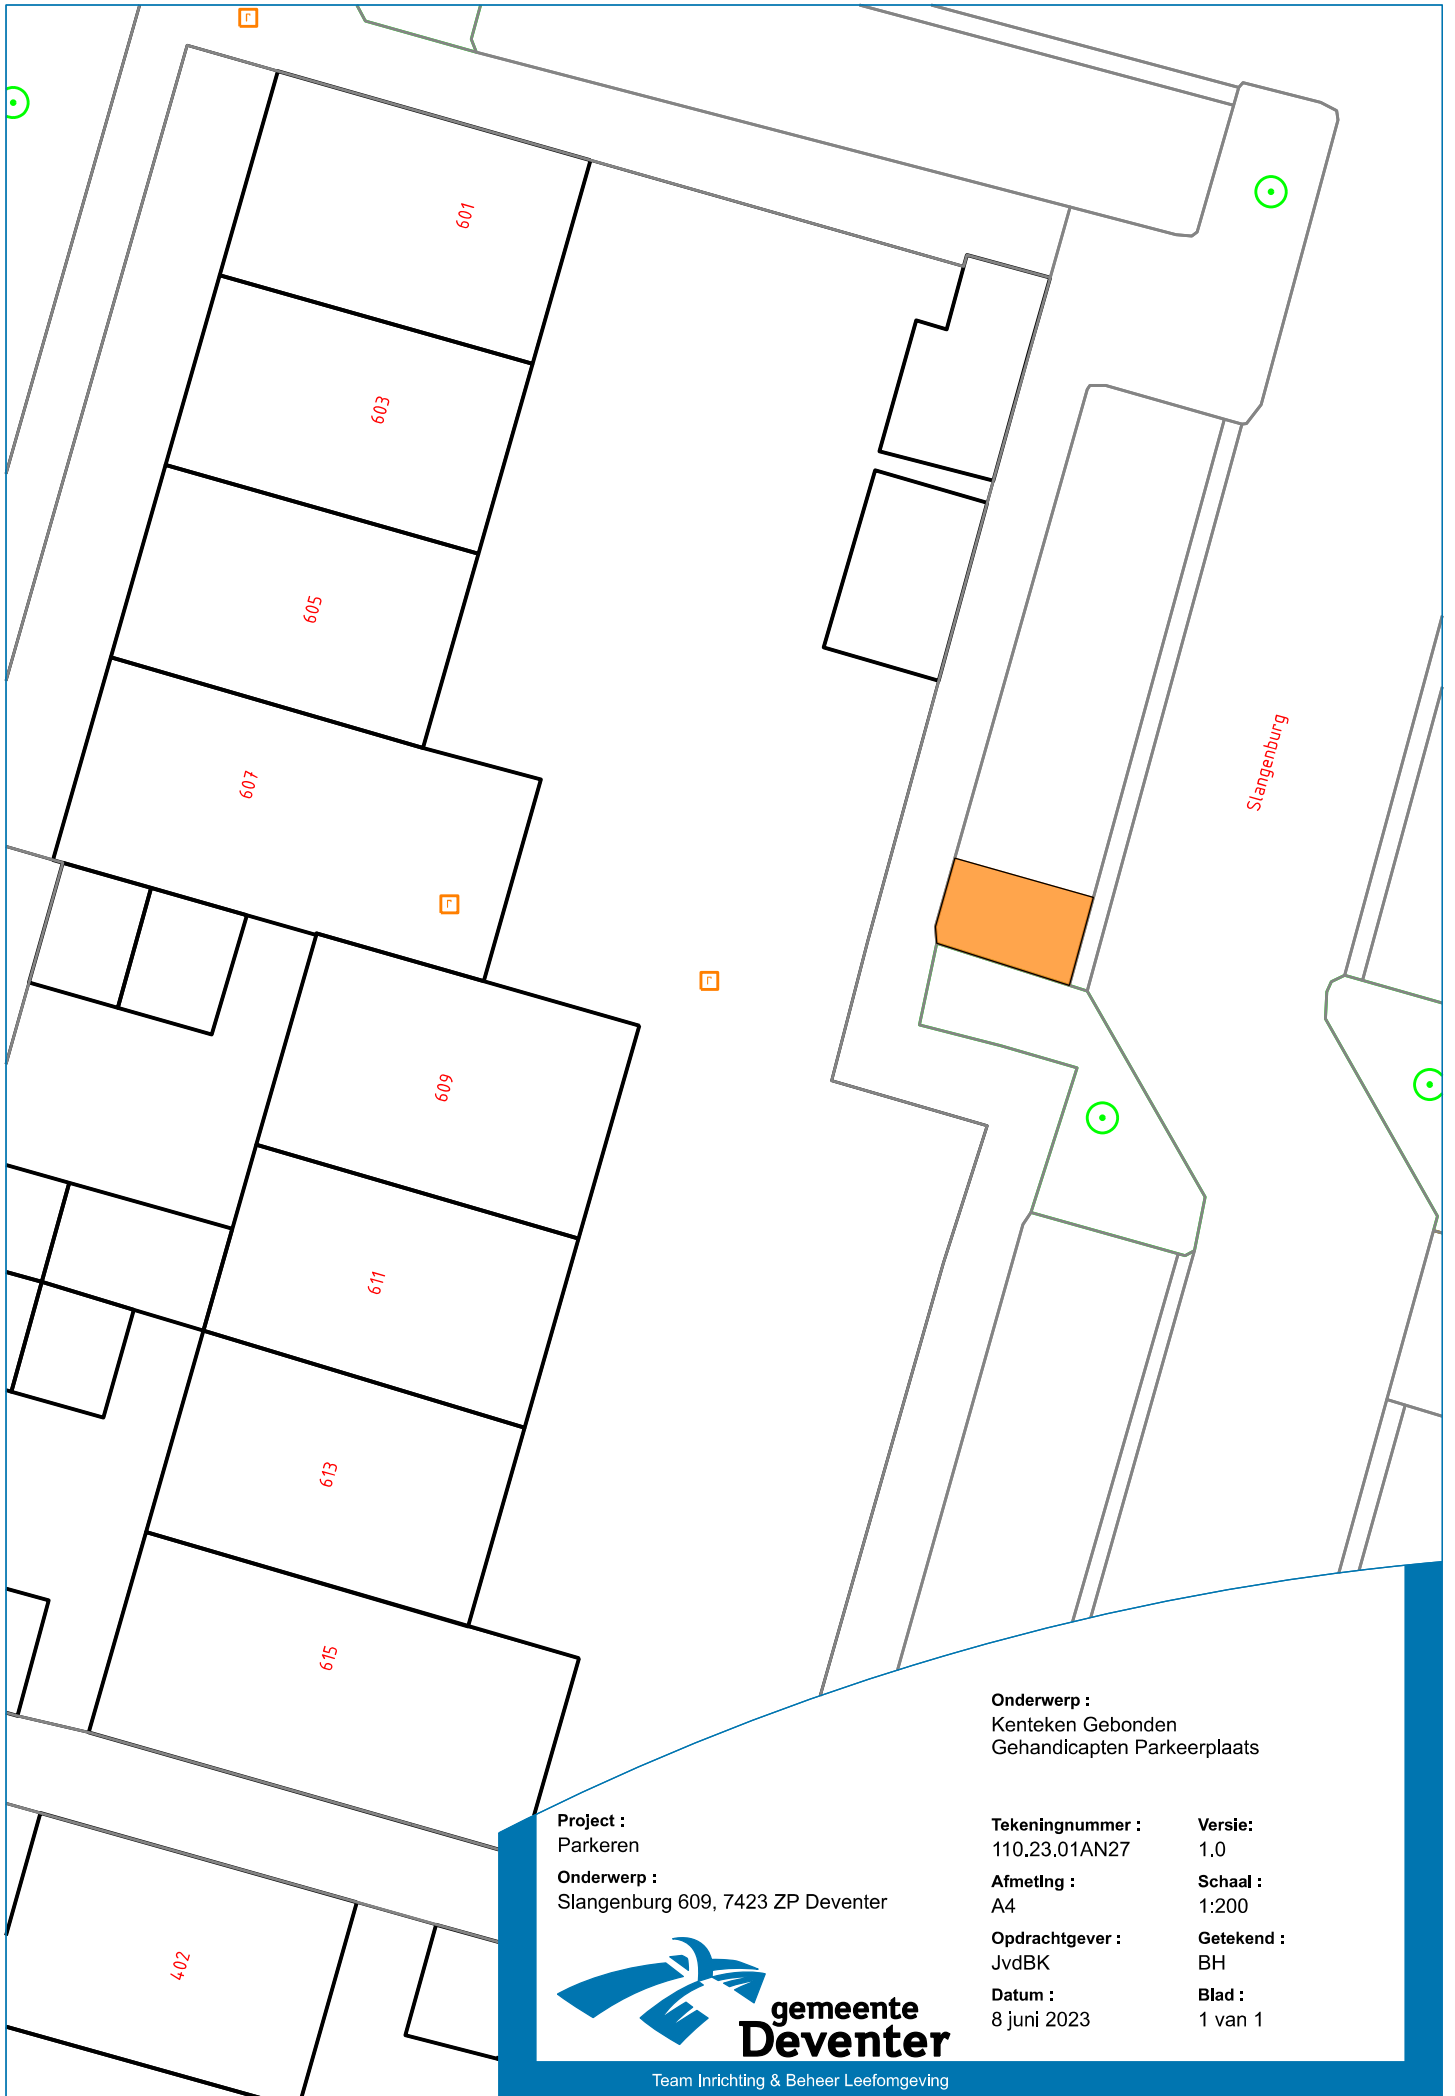 601
603
605
607
609
611
613
615
402
Slangenburg
Onderwerp :
Kenteken Gebonden
Gehandicapten Parkeerplaats
Project :
Parkeren
Onderwerp :
Slangenburg 609, 7423 ZP Deventer
Tekeningnummer :
110.23.01AN27
Versie:
1.0
Afmeting :
A4
Schaal :
1:200
Opdrachtgever :
JvdBK
Getekend :
BH
Datum :
8 juni 2023
Blad :
1 van 1
gemeente
Deventer
Team Inrichting & Beheer Leefomgeving